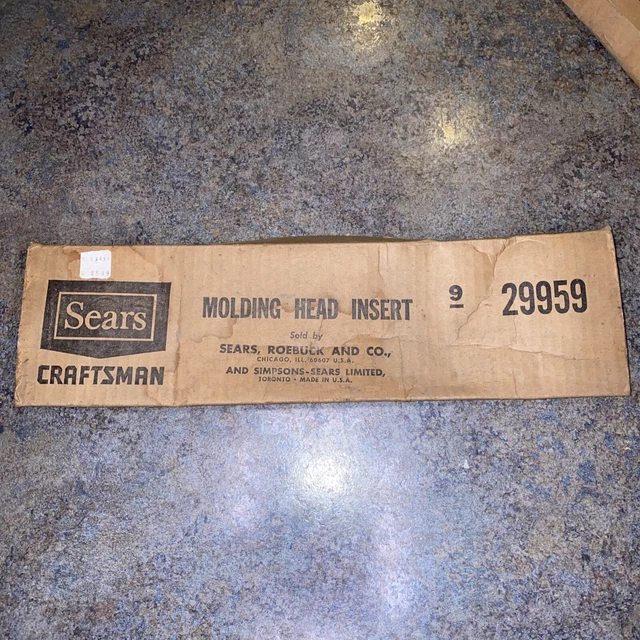 Sears
CRAFTSMAN
MOLDING HEAD INSERT
Sold by
SEARS, ROEBUCK AND CO.,
CHICAGO, ILL. 60607 U.S.A.
AND SIMPSONS-SEARS LIMITED,
TORONTO • MADE IN U.S.A.
9
29959